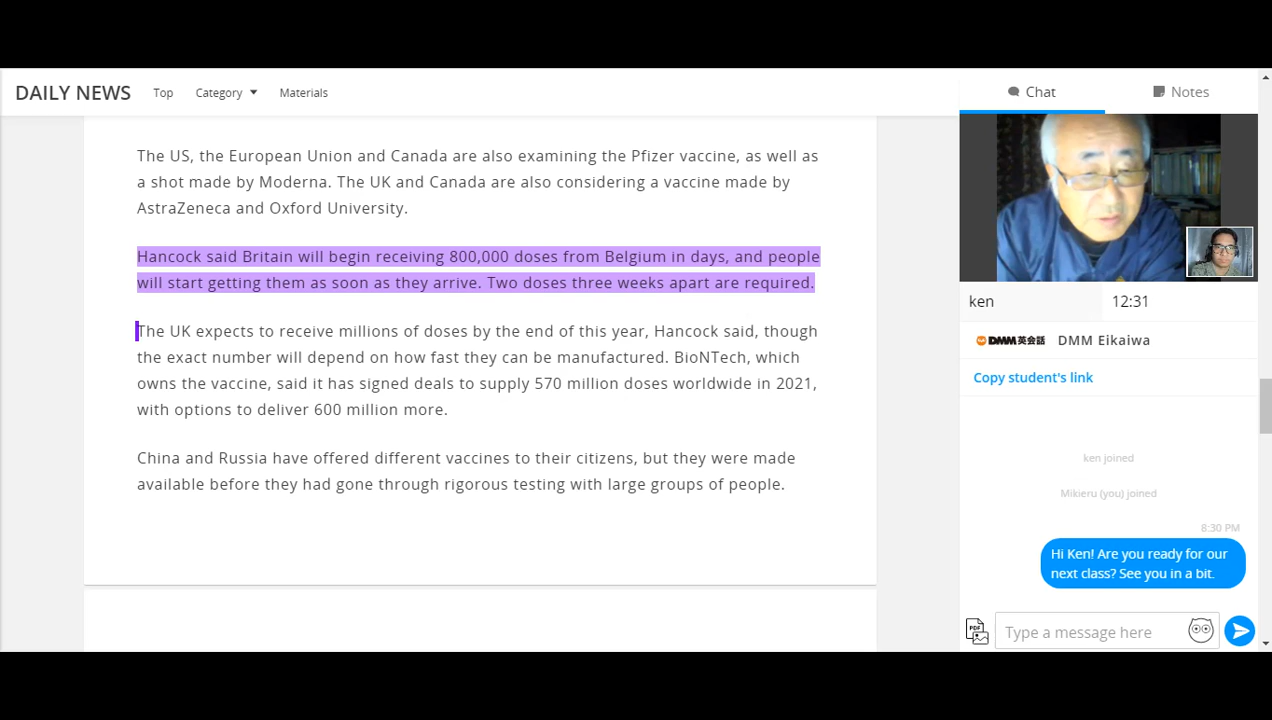 DAILY NEWS Top Category Materials
The US, the European Union and Canada are also examining the Pfizer vaccine, as well as
a shot made by Moderna. The UK and Canada are also considering a vaccine made by
AstraZeneca and Oxford University.
Hancock said Britain will begin receiving 800,000 doses from Belgium in days, and people
will start getting them as soon as they arrive. Two doses three weeks apart are required.
The UK expects to receive millions of doses by the end of this year, Hancock said, though
the exact number will depend on how fast they can be manufactured. BioNTech, which
owns the vaccine, said it has signed deals to supply 570 million doses worldwide in 2021,
with options to deliver 600 million more.
China and Russia have offered different vaccines to their citizens, but they were made
available before they had gone through rigorous testing with large groups of people.
Chat Notes
ken 12:31
DMM英会話 DMM Eikaiwa
Copy student's link
ken joined
Mikieru (you) joined
8:30 PM
Hi Ken! Are you ready for our
next class? See you in a bit.
PDF Type a message here